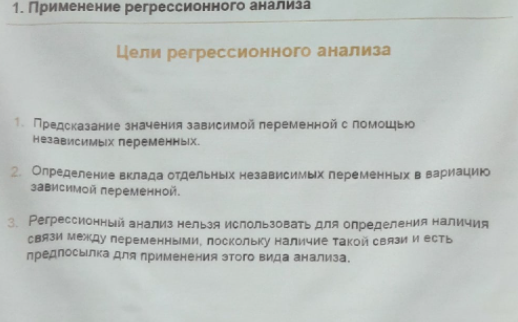 1. Применение регрессионного анализа
Цели регрессионного анализа
1. Предсказание значения зависимой переменной с помощью
независимых переменных.
2. Определение вклада отдельных независимых переменных в вариацию
зависимой переменной.
3. Регрессионный анализ нельзя использовать для определения наличия
связи между переменными, поскольку наличие такой связи и есть
предпосылка для применения этого вида анализа.